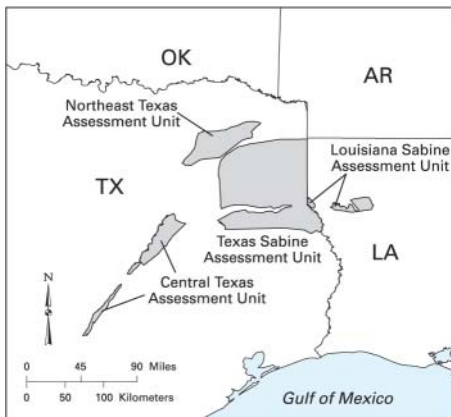 OK
AR
Northeast Texas
Assessment Unit
Louisiana Sabine
Assessment Unit
TX
Texas Sabine
Assessment Unit
LA
Central Texas
Assessment Unit
N
0 45 90 Miles
0 50 100 Kilometers
Gulf of Mexico